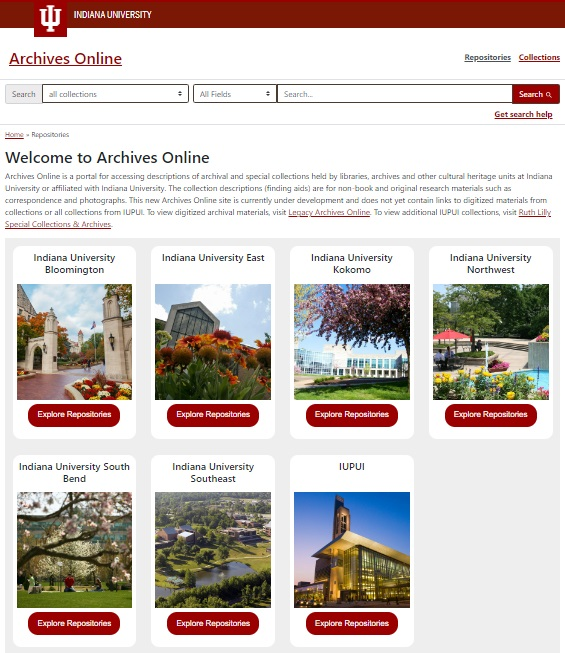 INDIANA UNIVERSITY
Archives Online
Repositories Collections
Search all collections All Fields Search... Search
Get search help
Home » Repositories
Welcome to Archives Online
Archives Online is a portal for accessing descriptions of archival and special collections held by libraries, archives and other cultural heritage units at Indiana
University or affiliated with Indiana University. The collection descriptions (finding aids) are for non-book and original research materials such as
correspondence and photographs. This new Archives Online site is currently under development and does not yet contain links to digitized materials from
collections or all collections from IUPUI. To view digitized archival materials, visit Legacy Archives Online. To view additional IUPUI collections, visit Ruth Lilly
Special Collections & Archives.
Indiana University
Bloomington
Explore Repositories
Indiana University East
Explore Repositories
Indiana University
Kokomo
Explore Repositories
Indiana University
Northwest
Explore Repositories
Indiana University South
Bend
Explore Repositories
Indiana University
Southeast
Explore Repositories
IUPUI
Explore Repositories